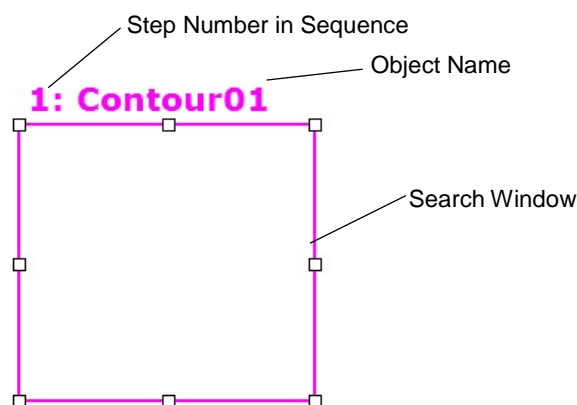 Step Number in Sequence
Object Name
1: Contour01
Search Window